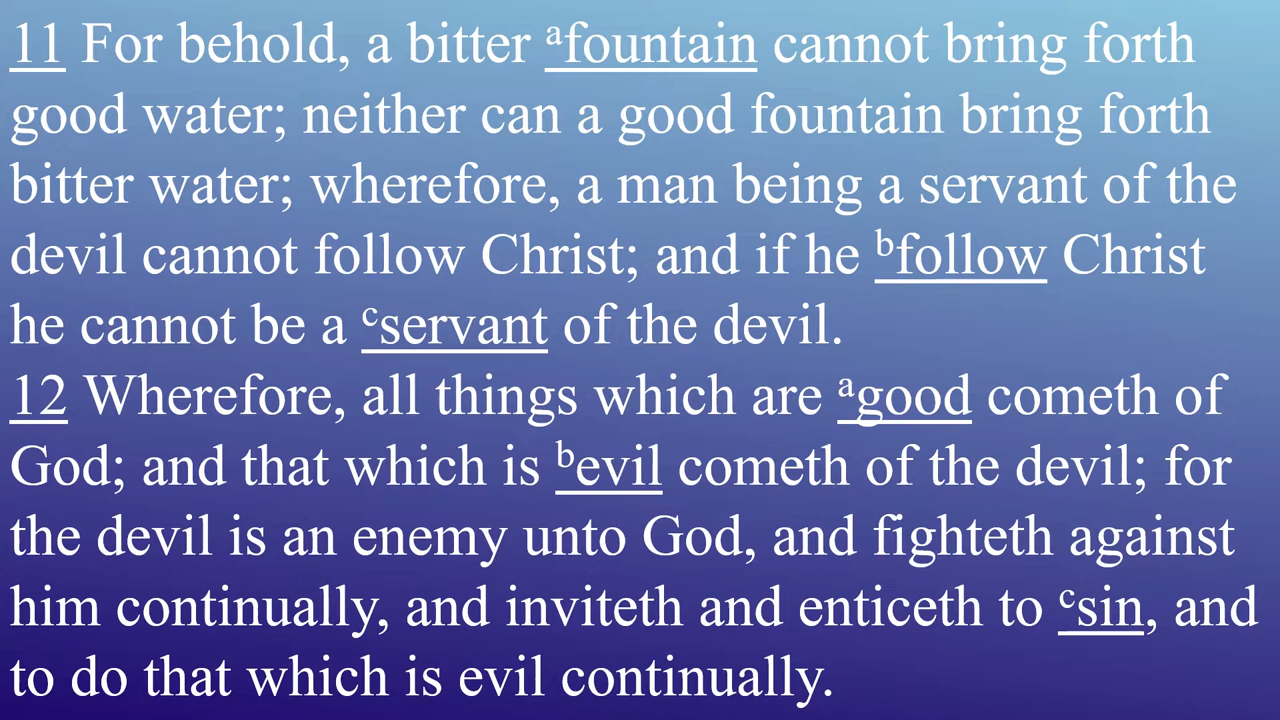 11 For behold, a bitter afountain cannot bring forth
good water; neither can a good fountain bring forth
bitter water; wherefore, a man being a servant of the
devil cannot follow Christ; and if he bfollow Christ
he cannot be a cservant of the devil.
12 Wherefore, all things which are agood cometh of
God; and that which is bevil cometh of the devil; for
the devil is an enemy unto God, and fighteth against
him continually, and inviteth and enticeth to csin, and
to do that which is evil continually.